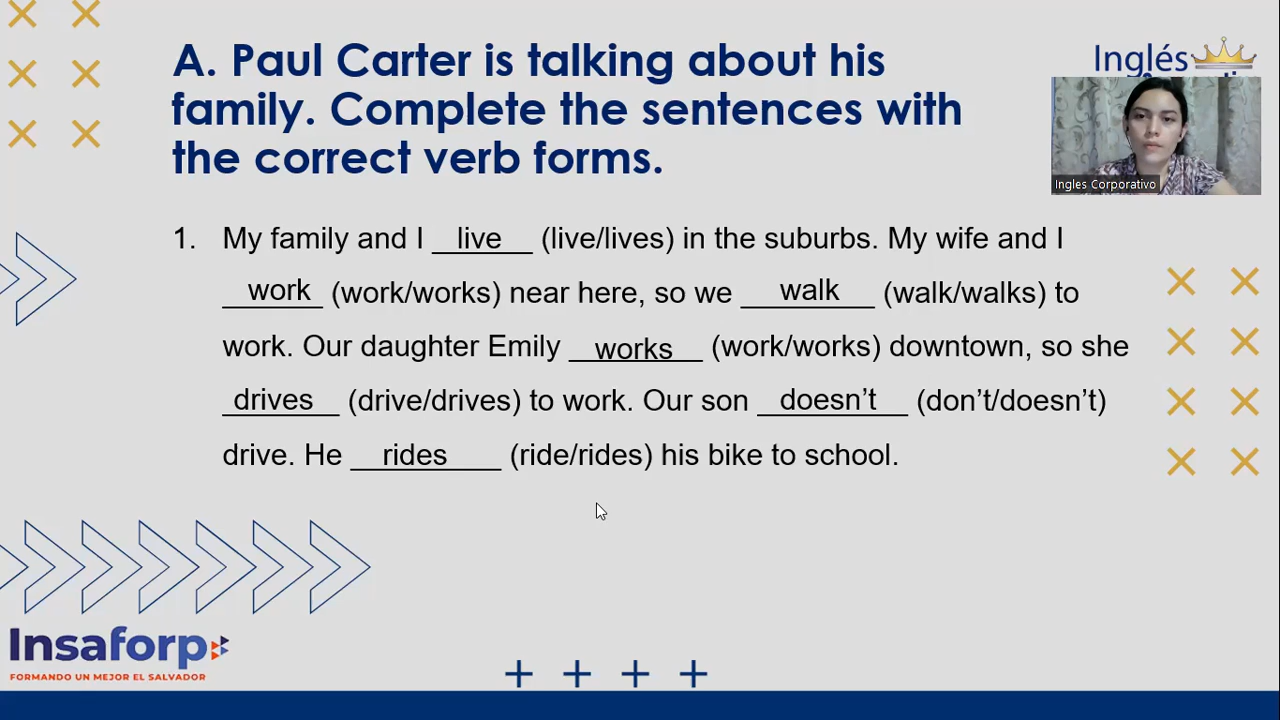 A. Paul Carter is talking about his
family. Complete the sentences with
the correct verb forms.
Inglés
Ingles Corporativo
1. My family and I __live__ (live/lives) in the suburbs. My wife and I
__work__ (work/works) near here, so we __walk__ (walk/walks) to
work. Our daughter Emily __works__ (work/works) downtown, so she
__drives__ (drive/drives) to work. Our son __doesn’t__ (don’t/doesn’t)
drive. He __rides__ (ride/rides) his bike to school.
Insaforp
FORMANDO UN MEJOR EL SALVADOR